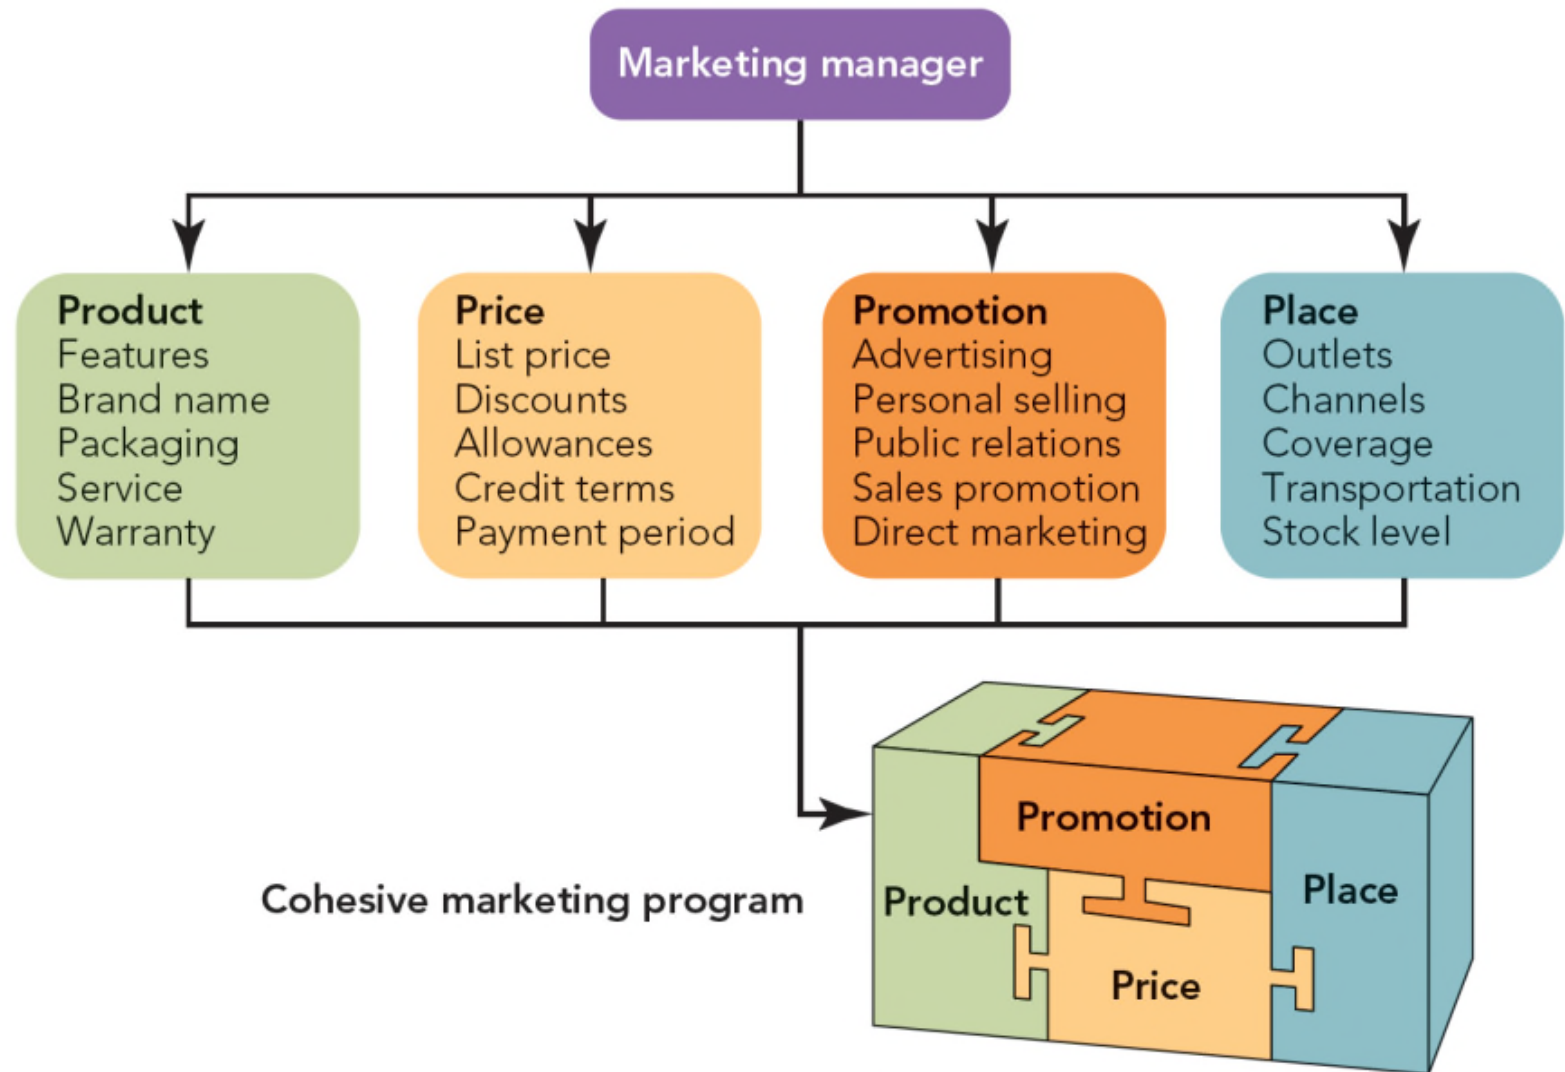 Marketing manager
Product
Features
Brand name
Packaging
Service
Warranty
Price
List price
Discounts
Allowances
Credit terms
Payment period
Promotion
Advertising
Personal selling
Public relations
Sales promotion
Direct marketing
Place
Outlets
Channels
Coverage
Transportation
Stock level
Cohesive marketing program
Promotion
Product
Place
Price